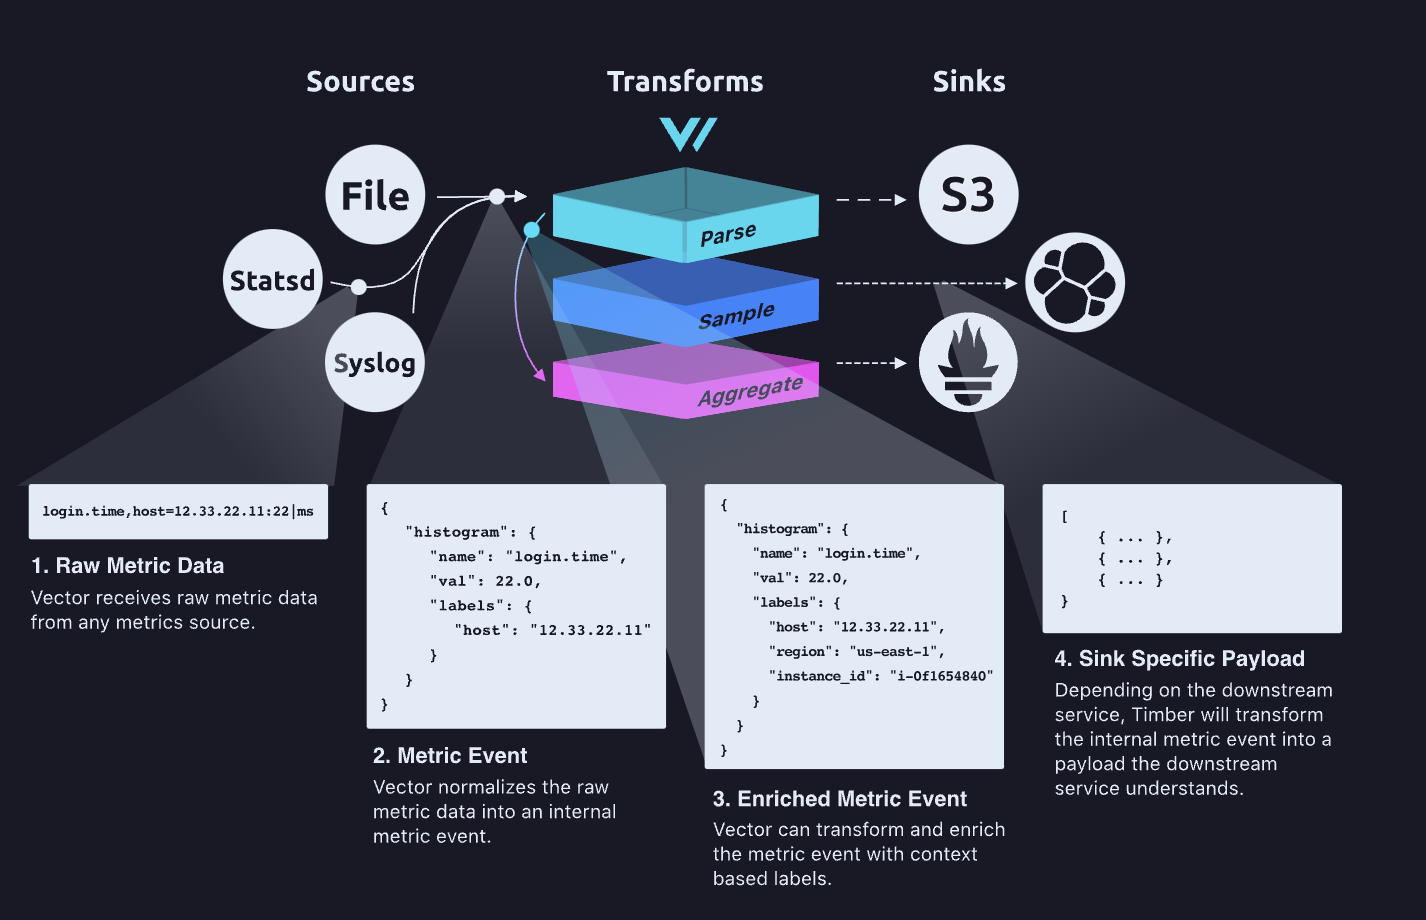 Sources
Transforms
Sinks
File
Statsd
Syslog
Parse
Sample
Aggregate
S3
login.time,host=12.33.22.11:22|ms
1. Raw Metric Data
Vector receives raw metric data
from any metrics source.
{
"histogram": {
"name": "login.time",
"val": 22.0,
"labels": {
"host": "12.33.22.11"
}
}
}
2. Metric Event
Vector normalizes the raw
metric data into an internal
metric event.
{
"histogram": {
"name": "login.time",
"val": 22.0,
"labels": {
"host": "12.33.22.11",
"region": "us-east-1",
"instance_id": "i-0f1654840"
}
}
}
3. Enriched Metric Event
Vector can transform and enrich
the metric event with context
based labels.
[
{ ... },
{ ... },
{ ... }
}
4. Sink Specific Payload
Depending on the downstream
service, Timber will transform
the internal metric event into a
payload the downstream
service understands.